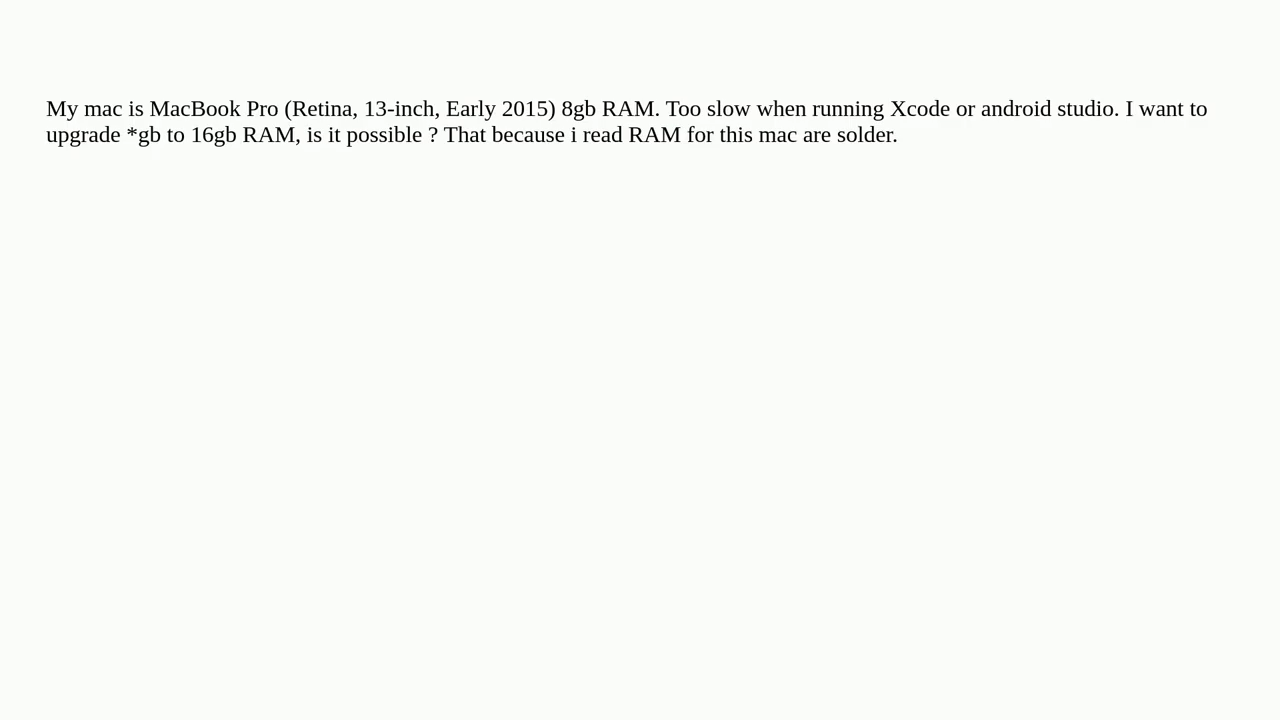 My mac is MacBook Pro (Retina, 13-inch, Early 2015) 8gb RAM. Too slow when running Xcode or android studio. I want to
upgrade *gb to 16gb RAM, is it possible ? That because i read RAM for this mac are solder.